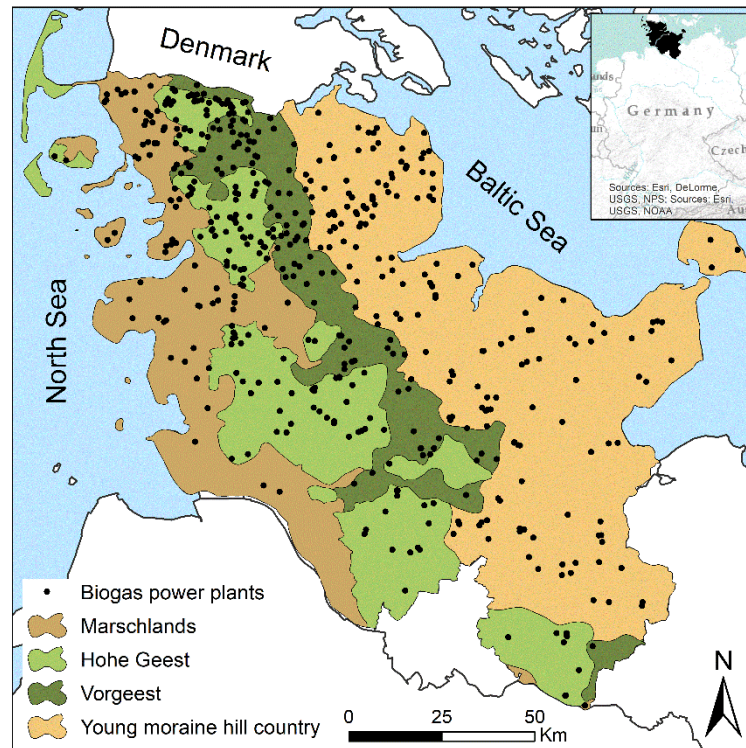 Denmark
North Sea
Baltic Sea
Germany
Sources: Esri, DeLorme,
USGS, NPS; Sources: Esri,
USGS, NOAA
Biogas power plants
Marschlands
Hohe Geest
Vorgeest
Young moraine hill country
0 25 50
Km
N